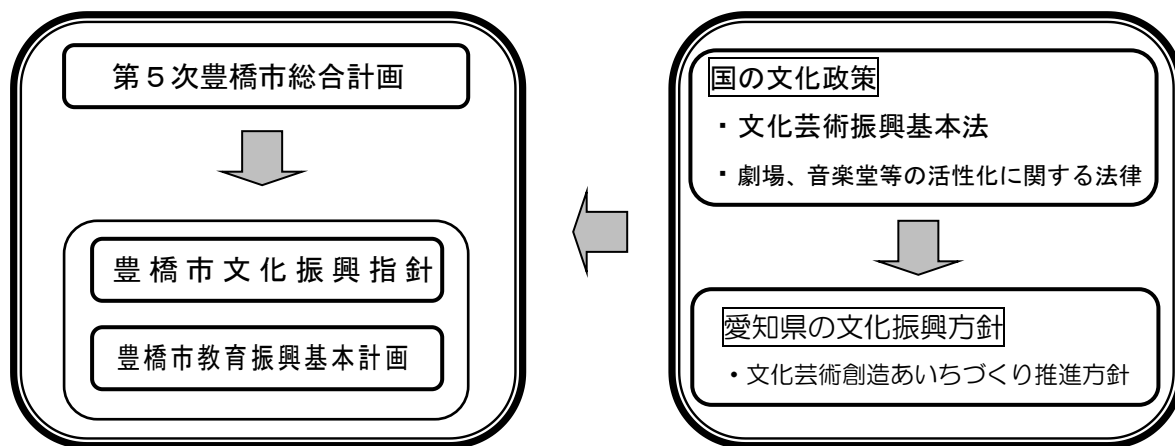 第５次豊橋市総合計画
豊橋市文化振興指針
豊橋市教育振興基本計画
国の文化政策
・文化芸術振興基本法
・劇場、音楽堂等の活性化に関する法律
愛知県の文化振興方針
・文化芸術創造あいちづくり推進方針